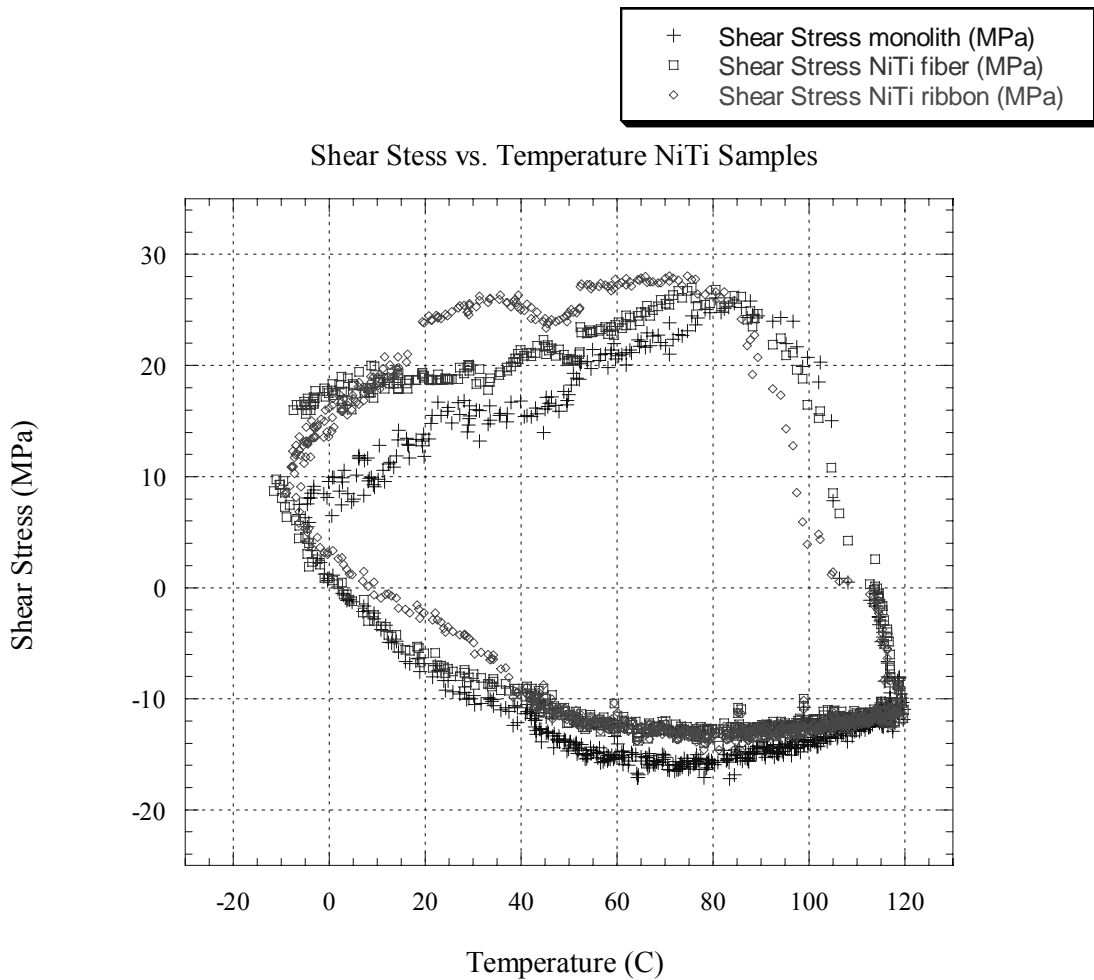 Shear Stress monolith (MPa)
Shear Stress NiTi fiber (MPa)
Shear Stress NiTi ribbon (MPa)
Shear Stess vs. Temperature NiTi Samples
Shear Stress (MPa)
30
20
10
0
-10
-20
-20 0 20 40 60 80 100 120
Temperature (C)